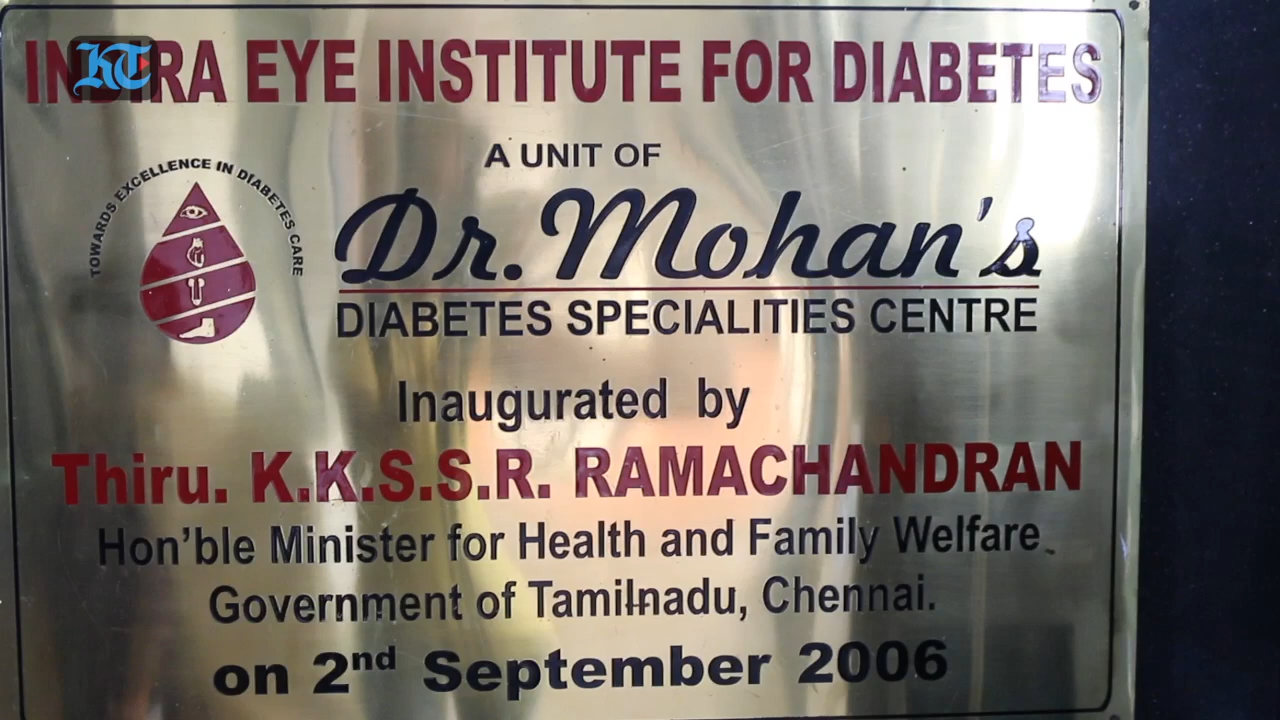 KT
INDIRA EYE INSTITUTE FOR DIABETES
A UNIT OF
TOWARDS EXCELLENCE IN DIABETES CARE
Dr. Mohan's
DIABETES SPECIALITIES CENTRE
Inaugurated by
Thiru. K.K.S.S.R. RAMACHANDRAN
Hon'ble Minister for Health and Family Welfare
Government of Tamilnadu, Chennai.
on 2nd September 2006